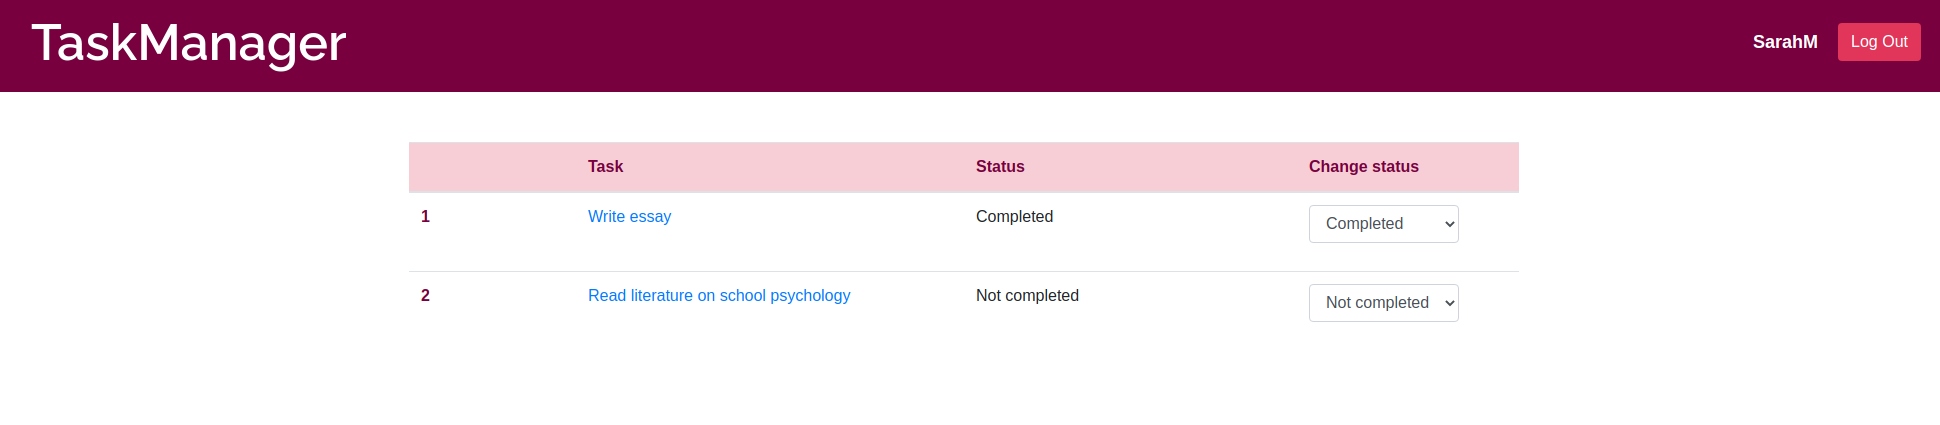 TaskManager
SarahM Log Out
Task Status Change status
1 Write essay Completed Completed
2 Read literature on school psychology Not completed Not completed